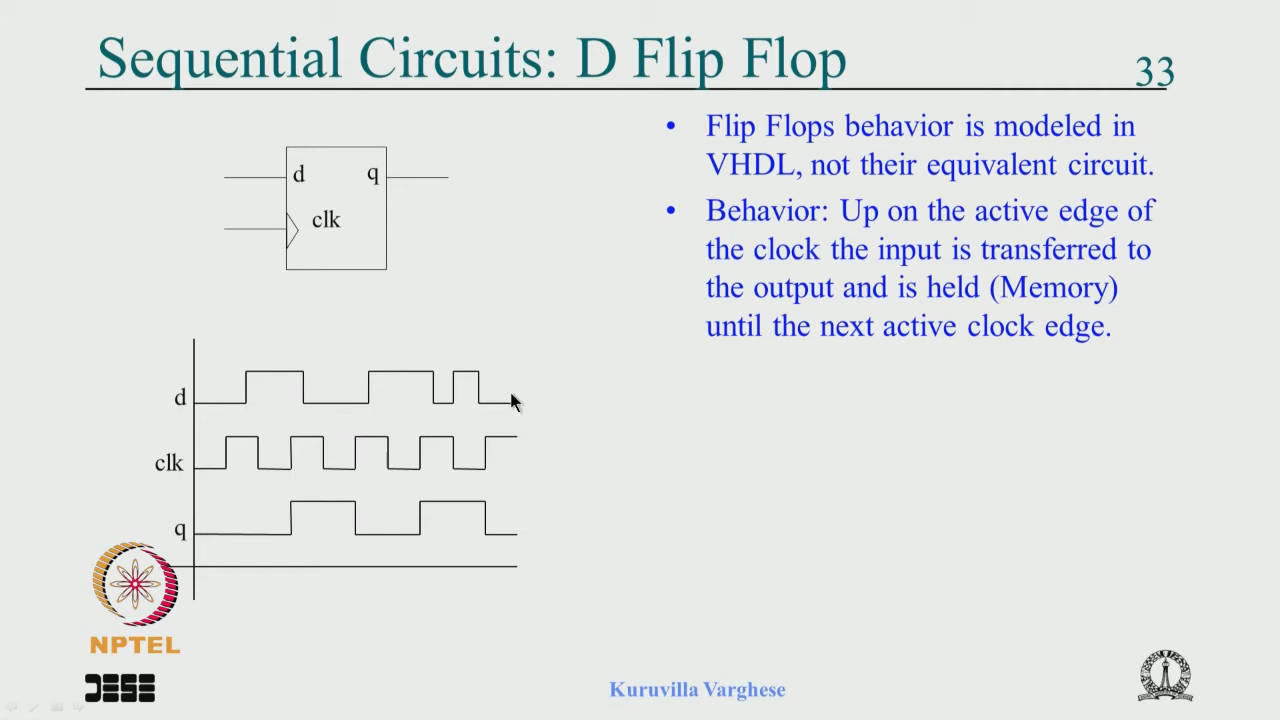 Sequential Circuits: D Flip Flop
33
d
q
clk
• Flip Flops behavior is modeled in
VHDL, not their equivalent circuit.
• Behavior: Up on the active edge of
the clock the input is transferred to
the output and is held (Memory)
until the next active clock edge.
d
clk
q
NPTEL
Kuruvilla Varghese